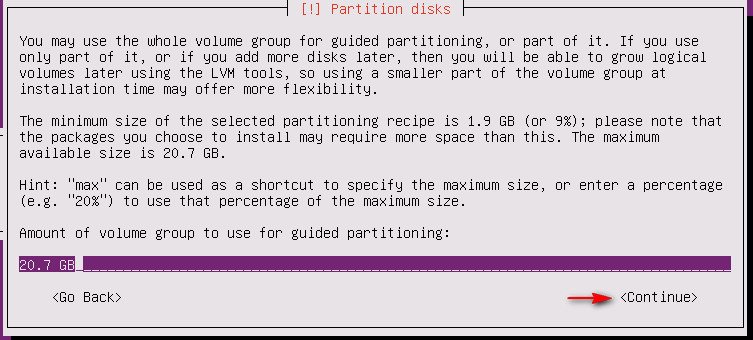 [!] Partition disks
You may use the whole volume group for guided partitioning, or part of it. If you use
only part of it, or if you add more disks later, then you will be able to grow logical
volumes later using the LVM tools, so using a smaller part of the volume group at
installation time may offer more flexibility.
The minimum size of the selected partitioning recipe is 1.9 GB (or 9%); please note that
the packages you choose to install may require more space than this. The maximum
available size is 20.7 GB.
Hint: "max" can be used as a shortcut to specify the maximum size, or enter a percentage
(e.g. "20%") to use that percentage of the maximum size.
Amount of volume group to use for guided partitioning:
20.7 GB
<Go Back> <Continue>